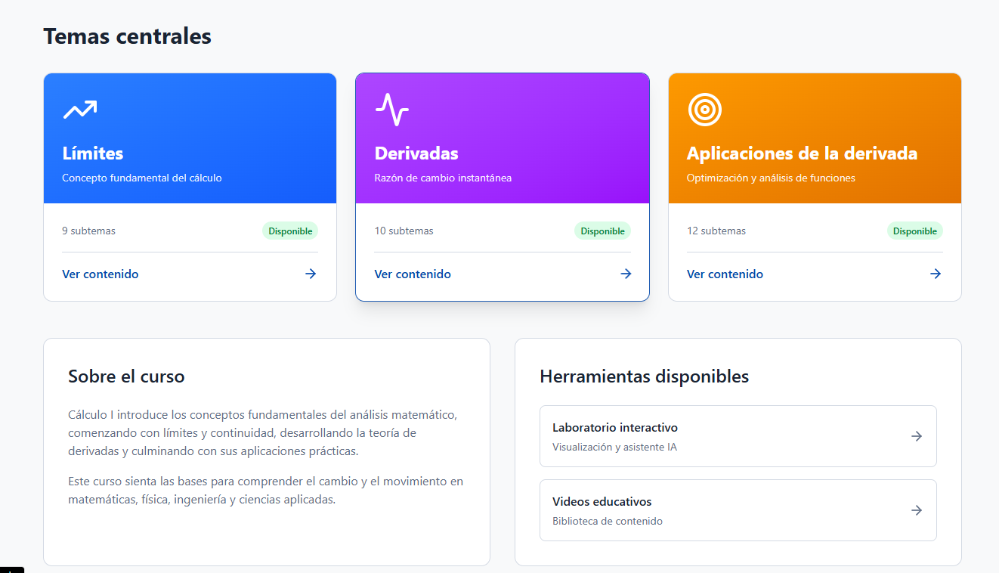 Temas centrales
Límites
Concepto fundamental del cálculo
9 subtemas
Disponible
Ver contenido
Derivadas
Razón de cambio instantánea
10 subtemas
Disponible
Ver contenido
Aplicaciones de la derivada
Optimización y análisis de funciones
12 subtemas
Disponible
Ver contenido
Sobre el curso
Cálculo I introduce los conceptos fundamentales del análisis matemático,
comenzando con límites y continuidad, desarrollando la teoría de
derivadas y culminando con sus aplicaciones prácticas.
Este curso sienta las bases para comprender el cambio y el movimiento en
matemáticas, física, ingeniería y ciencias aplicadas.
Herramientas disponibles
Laboratorio interactivo
Visualización y asistente IA
Videos educativos
Biblioteca de contenido